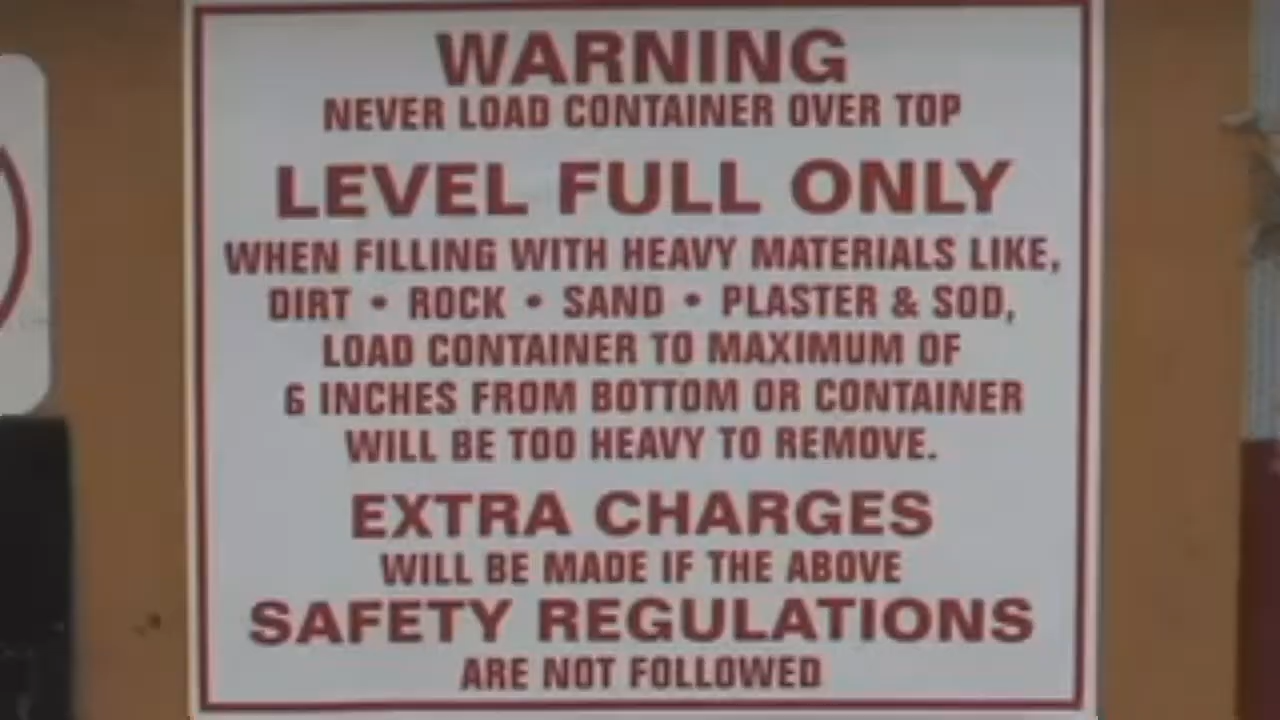 WARNING
NEVER LOAD CONTAINER OVER TOP
LEVEL FULL ONLY
WHEN FILLING WITH HEAVY MATERIALS LIKE,
DIRT • ROCK • SAND • PLASTER & SOD,
LOAD CONTAINER TO MAXIMUM OF
6 INCHES FROM BOTTOM OR CONTAINER
WILL BE TOO HEAVY TO REMOVE.
EXTRA CHARGES
WILL BE MADE IF THE ABOVE
SAFETY REGULATIONS
ARE NOT FOLLOWED